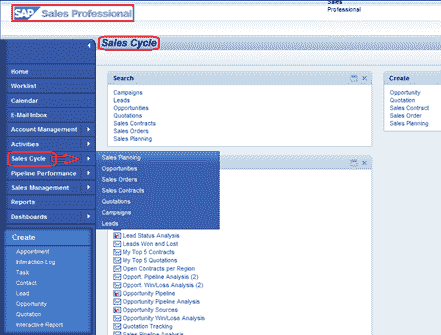 SAP Sales Professional
Sales
Professional
Sales Cycle
Home
Worklist
Calendar
E-Mail Inbox
Account Management
Activities
Sales Cycle
Pipeline Performance
Sales Management
Reports
Dashboards
Create
Appointment
Interaction Log
Task
Contact
Lead
Opportunity
Quotation
Interactive Report
Search
Campaigns
Leads
Opportunities
Quotations
Sales Contracts
Sales Orders
Sales Planning
Create
Opportunity
Quotation
Sales Order
Sales Planning
Sales Planning
Opportunities
Sales Orders
Sales Contracts
Quotations
Campaigns
Leads
Lead Status Analysis
Leads Won and Lost
My Top 5 Contracts
My Top 5 Quotations
Open Contracts per Region
Opport. Pipeline Analysis (2)
Opport. Win/Loss Analysis (2)
Opportunity Pipeline
Opportunity Pipeline Analysis
Opportunity Sources
Opportunity Win/Loss Analysis
Quotation Tracking
Sales Pipeline Analysis